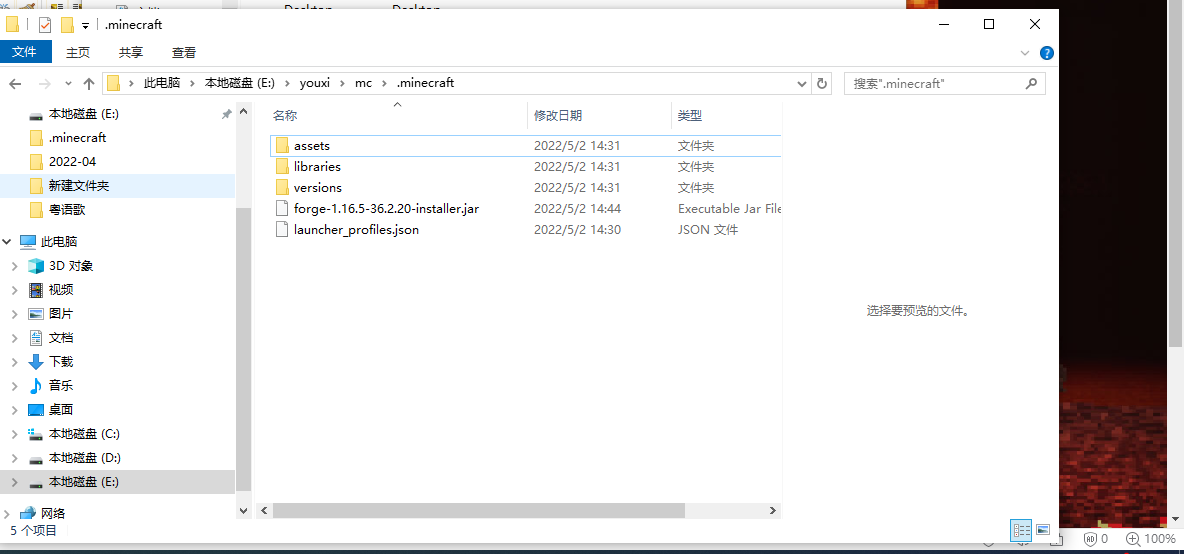 Desktop Desktop
.minecraft
文件 主页 共享 查看
此电脑 本地磁盘 (E:) youxi mc .minecraft 搜索".minecraft"
本地磁盘 (E:)
.minecraft
2022-04
新建文件夹
粤语歌
此电脑
3D 对象
视频
图片
文档
下载
音乐
桌面
本地磁盘 (C:)
本地磁盘 (D:)
本地磁盘 (E:)
网络
名称 修改日期 类型
assets 2022/5/2 14:31 文件夹
libraries 2022/5/2 14:31 文件夹
versions 2022/5/2 14:31 文件夹
forge-1.16.5-36.2.20-installer.jar 2022/5/2 14:44 Executable Jar File
launcher_profiles.json 2022/5/2 14:30 JSON 文件
选择要预览的文件。
5 个项目
AD 0 100%